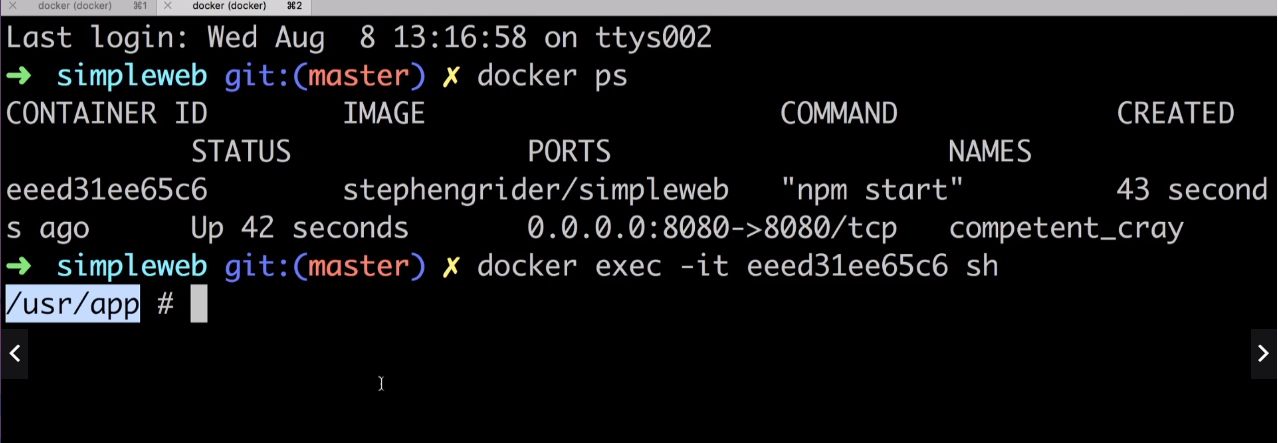 docker (docker) ⌘1 docker (docker) ⌘2
Last login: Wed Aug  8 13:16:58 on ttys002
➜  simpleweb git:(master) ✗ docker ps
CONTAINER ID        IMAGE                     COMMAND             CREATED
           STATUS              PORTS                    NAMES
eeed31ee65c6        stephengrider/simpleweb   "npm start"         43 second
s ago      Up 42 seconds       0.0.0.0:8080->8080/tcp   competent_cray
➜  simpleweb git:(master) ✗ docker exec -it eeed31ee65c6 sh
/usr/app #